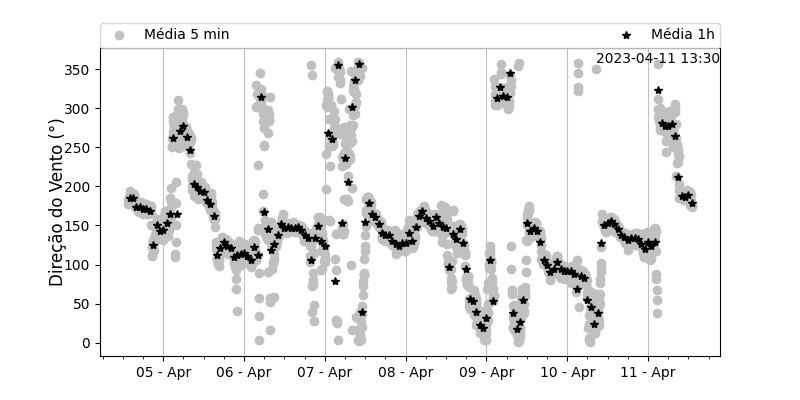 Média 5 min
Média 1h
2023-04-11 13:30
Direção do Vento (°)
350
300
250
200
150
100
50
0
05 - Apr
06 - Apr
07 - Apr
08 - Apr
09 - Apr
10 - Apr
11 - Apr